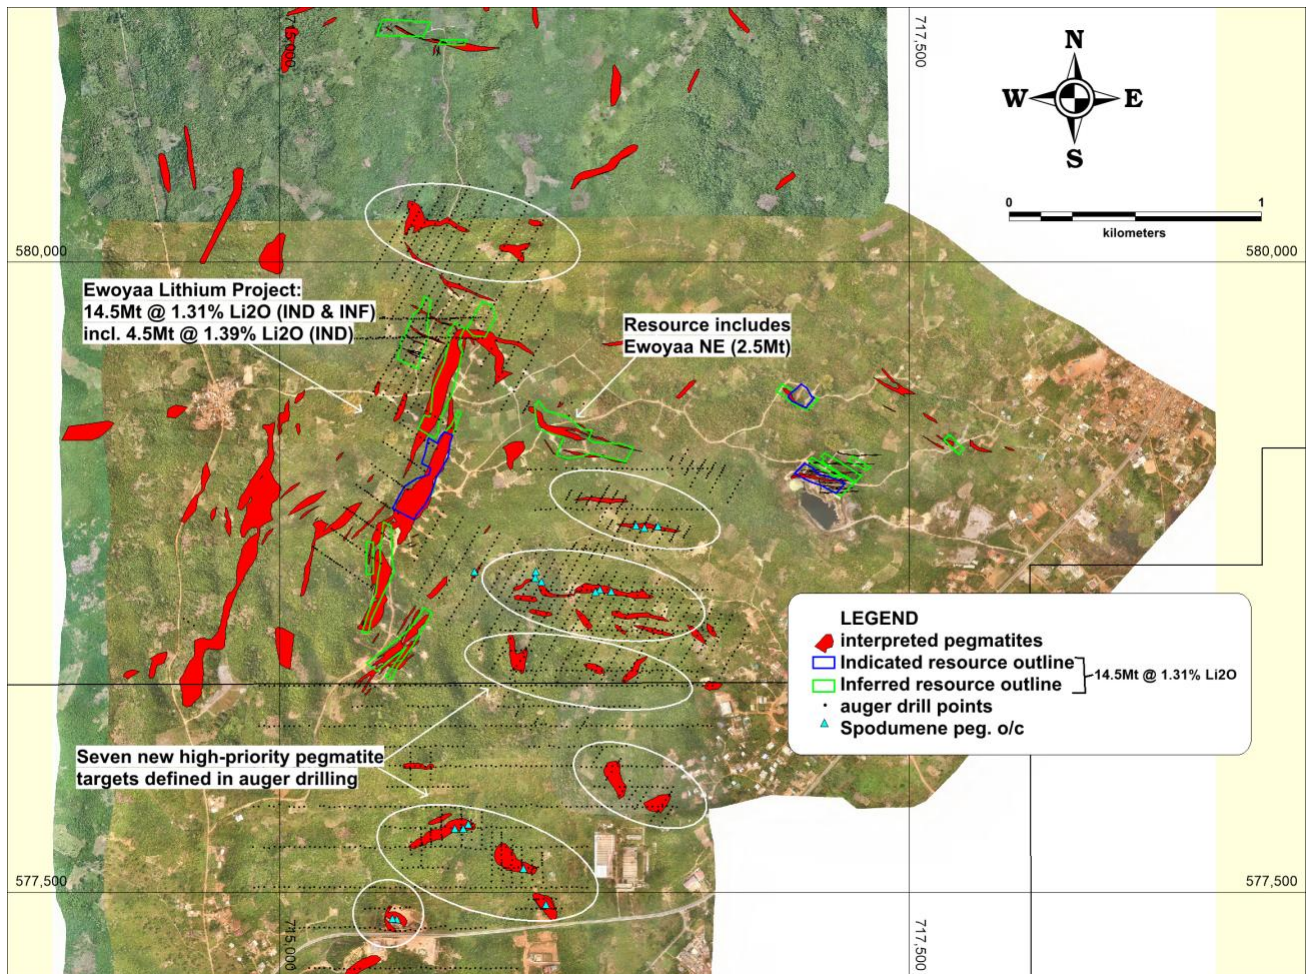 715,000
717,500
N
W E
S
0 1
kilometers
580,000
580,000
Ewoyaa Lithium Project:
14.5Mt @ 1.31% Li2O (IND & INF)
incl. 4.5Mt @ 1.39% Li2O (IND)
Resource includes
Ewoyaa NE (2.5Mt)
LEGEND
interpreted pegmatites
Indicated resource outline
Inferred resource outline
14.5Mt @ 1.31% Li2O
auger drill points
Spodumene peg. o/c
Seven new high-priority pegmatite
targets defined in auger drilling
577,500
577,500
715,000
717,500